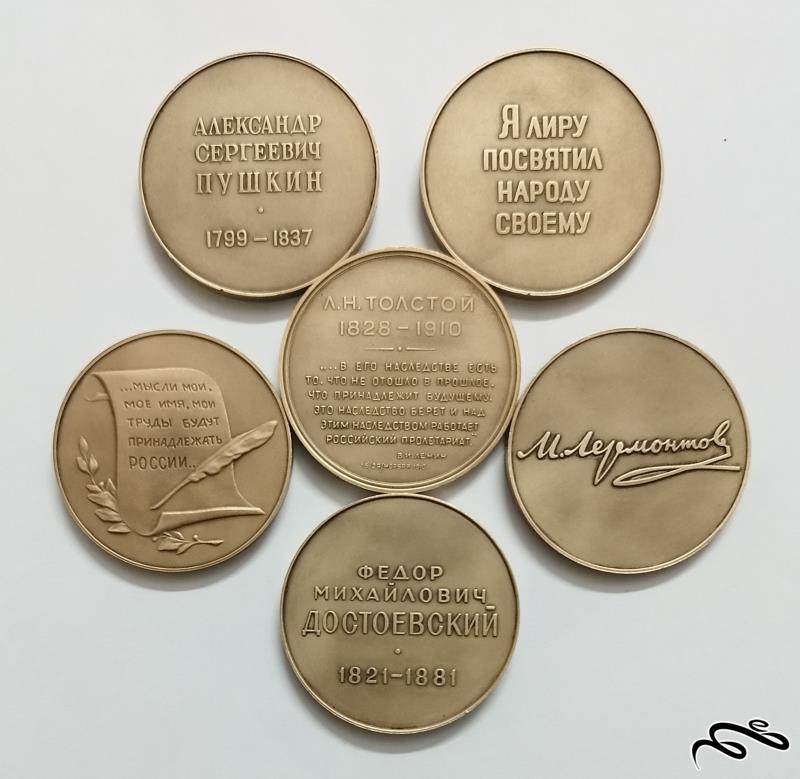 АЛЕКСАНДР
СЕРГЕЕВИЧ
ПУШКИН
1799–1837
Я ЛИРУ
ПОСВЯТИЛ
НАРОДУ
СВОЕМУ
Л.Н. ТОЛСТОЙ
1828–1910
„... В ЕГО НАСЛЕДСТВЕ ЕСТЬ
ТО, ЧТО НЕ ОТОШЛО В ПРОШЛОЕ,
ЧТО ПРИНАДЛЕЖИТ БУДУЩЕМУ.
ЭТО НАСЛЕДСТВО БЕРЕТ И НАД
ЭТИМ НАСЛЕДСТВОМ РАБОТАЕТ
РОССИЙСКИЙ ПРОЛЕТАРИАТ."
В.И. ЛЕНИН
...МЫСЛИ МОИ,
МОЕ ИМЯ, МОИ
ТРУДЫ БУДУТ
ПРИНАДЛЕЖАТЬ
РОССИИ...
М. Лермонтов
ФЕДОР
МИХАЙЛОВИЧ
ДОСТОЕВСКИЙ
1821–1881